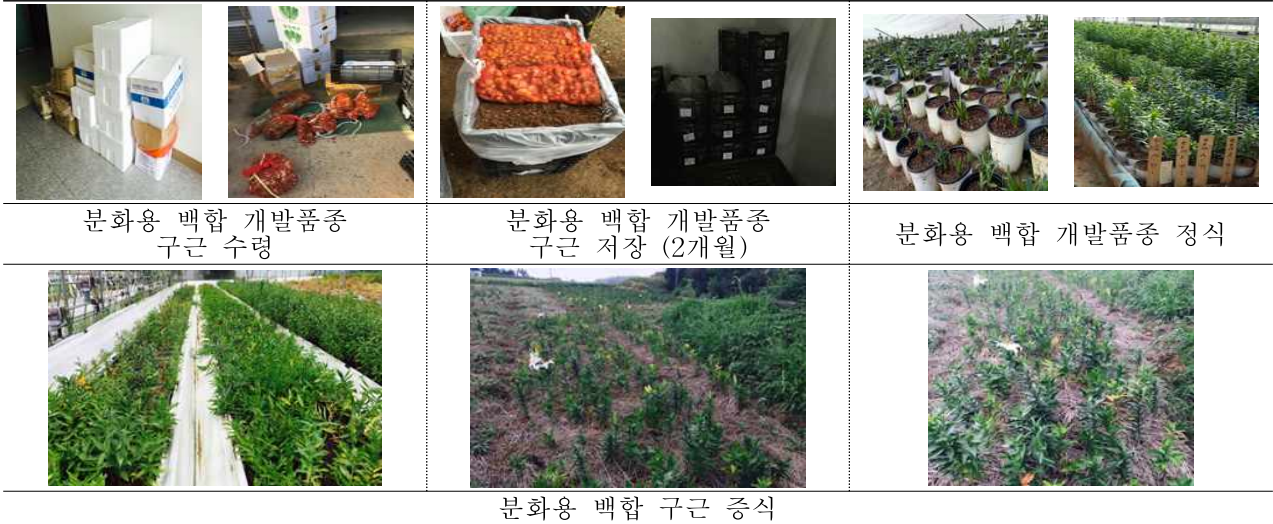 분화용 백합 개발품종
구근 수령
분화용 백합 개발품종
구근 저장 (2개월)
분화용 백합 개발품종 정식
분화용 백합 구근 증식